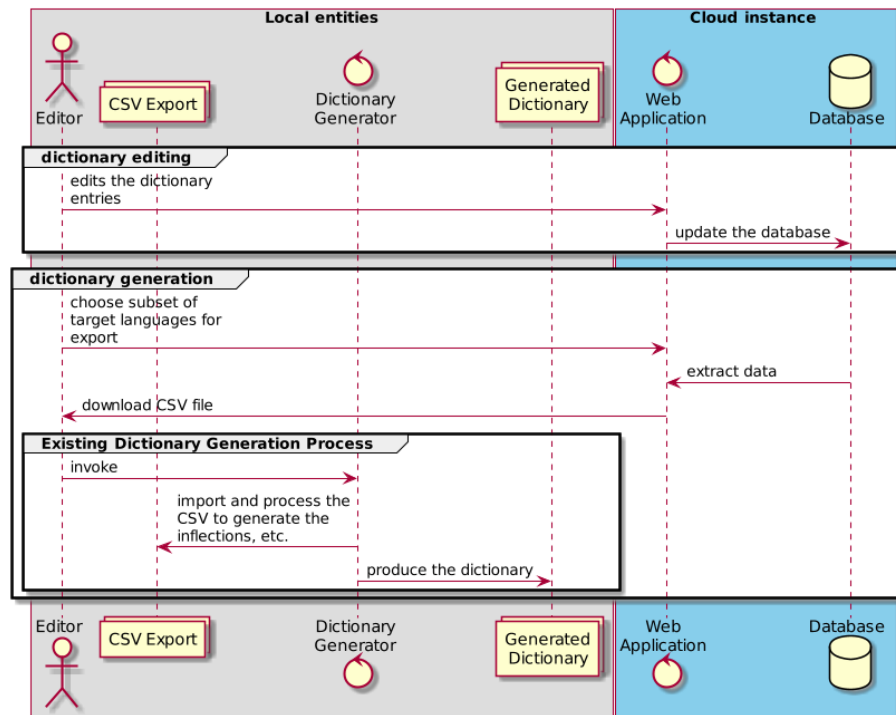 Local entities
Cloud instance
Editor
CSV Export
Dictionary
Generator
Generated
Dictionary
Web
Application
Database
dictionary editing
edits the dictionary
entries
update the database
dictionary generation
choose subset of
target languages for
export
extract data
download CSV file
Existing Dictionary Generation Process
invoke
import and process the
CSV to generate the
inflections, etc.
produce the dictionary
Editor
CSV Export
Dictionary
Generator
Generated
Dictionary
Web
Application
Database